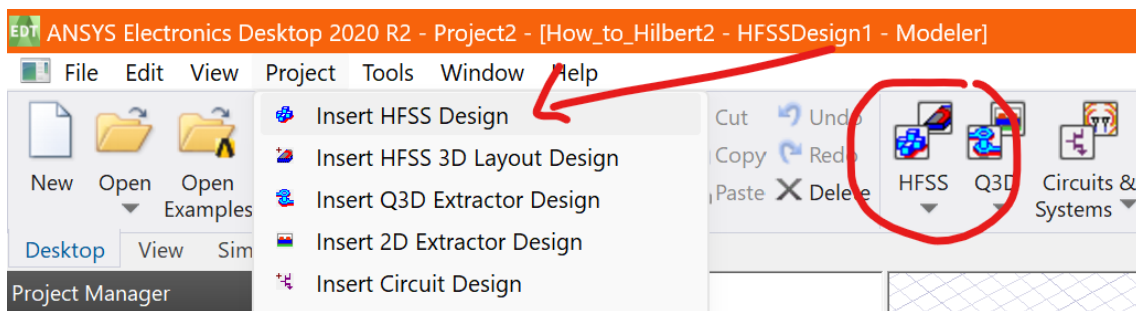 EDT ANSYS Electronics Desktop 2020 R2 - Project2 - [How_to_Hilbert2 - HFSSDesign1 - Modeler]
File Edit View Project Tools Window Help
Insert HFSS Design
Insert HFSS 3D Layout Design
Insert Q3D Extractor Design
Insert 2D Extractor Design
Insert Circuit Design
New
Open
Open
Examples
Cut Undo
Copy Redo
Paste Delete
HFSS
Q3D
Circuits &
Systems
Desktop View Sim
Project Manager